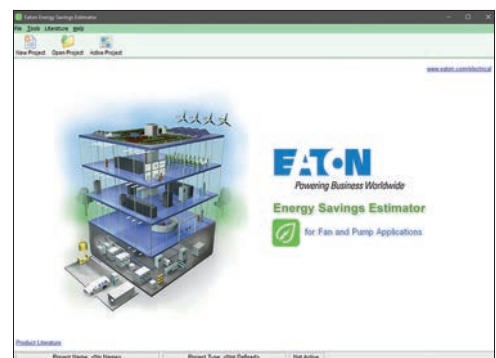 Eaton Energy Savings Estimator
File Tools Literature Help
New Project Open Project Active Project
www.eaton.com/electrical
EATON
Powering Business Worldwide
Energy Savings Estimator
for Fan and Pump Applications
Product Literature
Project Name: <No Name> Project Type: <Not Defined> Not Active